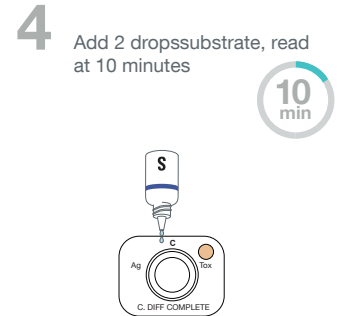 4
Add 2 dropssubstrate, read
at 10 minutes
10
min
S
C
Ag
Tox
C. DIFF COMPLETE